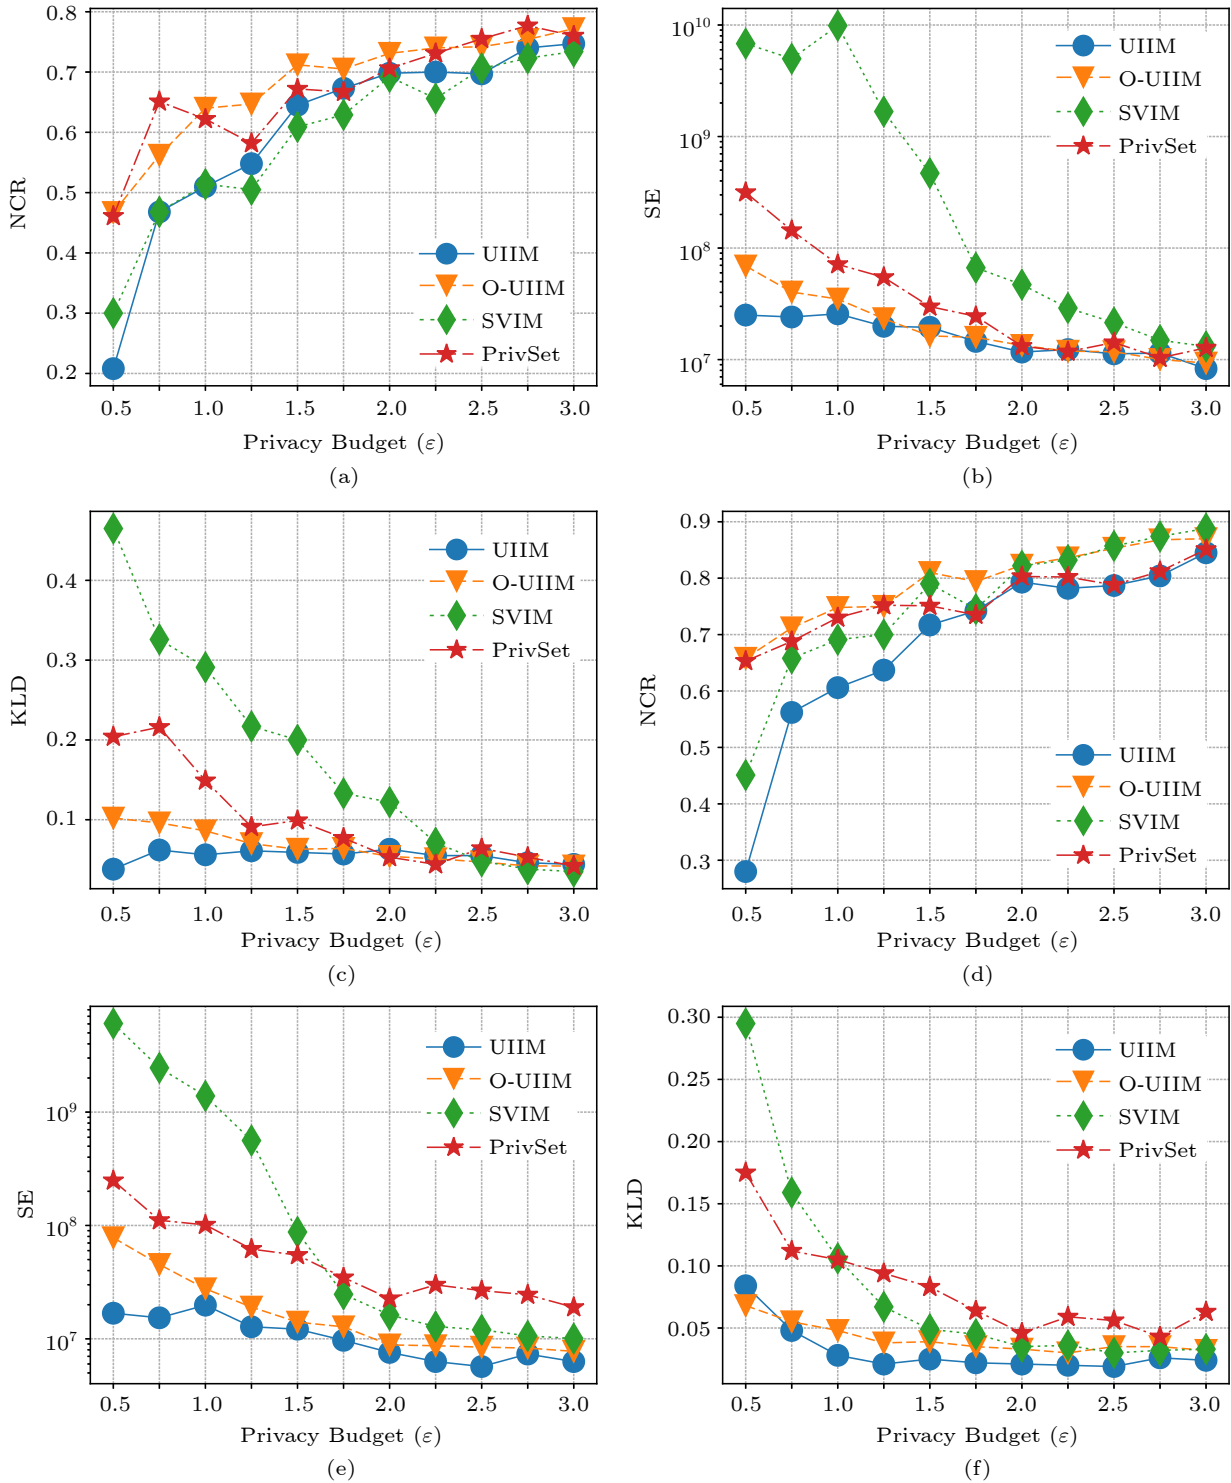 0.8
0.7
0.6
0.5
0.4
0.3
0.2
NCR
UIIM
O-UIIM
SVIM
PrivSet
0.5 1.0 1.5 2.0 2.5 3.0
Privacy Budget (ε)
(a)
10^10
10^9
10^8
10^7
SE
UIIM
O-UIIM
SVIM
PrivSet
0.5 1.0 1.5 2.0 2.5 3.0
Privacy Budget (ε)
(b)
0.4
0.3
0.2
0.1
KLD
UIIM
O-UIIM
SVIM
PrivSet
0.5 1.0 1.5 2.0 2.5 3.0
Privacy Budget (ε)
(c)
0.9
0.8
0.7
0.6
0.5
0.4
0.3
NCR
UIIM
O-UIIM
SVIM
PrivSet
0.5 1.0 1.5 2.0 2.5 3.0
Privacy Budget (ε)
(d)
10^9
10^8
10^7
SE
UIIM
O-UIIM
SVIM
PrivSet
0.5 1.0 1.5 2.0 2.5 3.0
Privacy Budget (ε)
(e)
0.30
0.25
0.20
0.15
0.10
0.05
KLD
UIIM
O-UIIM
SVIM
PrivSet
0.5 1.0 1.5 2.0 2.5 3.0
Privacy Budget (ε)
(f)